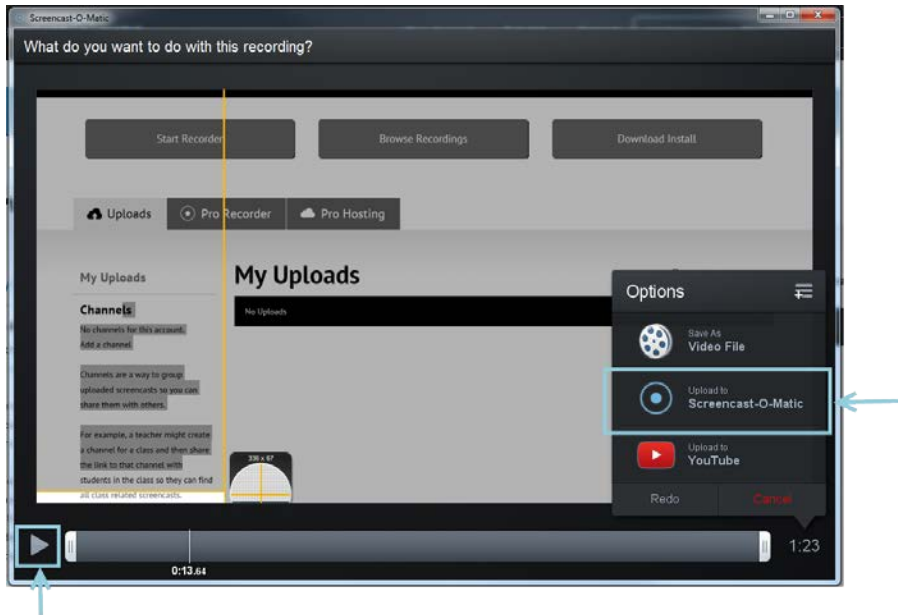 Screencast-O-Matic
What do you want to do with this recording?
Start Recorder
Browse Recordings
Download Install
Uploads
Pro Recorder
Pro Hosting
My Uploads
Channels
No channels for this account.
Add a channel
Channels are a way to group
uploaded screencasts so you can
share them with others.
For example, a teacher might create
a channel for a class and then share
the link to that channel with
students in the class so they can find
all class related screencasts.
My Uploads
No Uploads
336 x 67
Options
Save As
Video File
Upload to
Screencast-O-Matic
Upload to
YouTube
Redo
Cancel
0:13.64
1:23